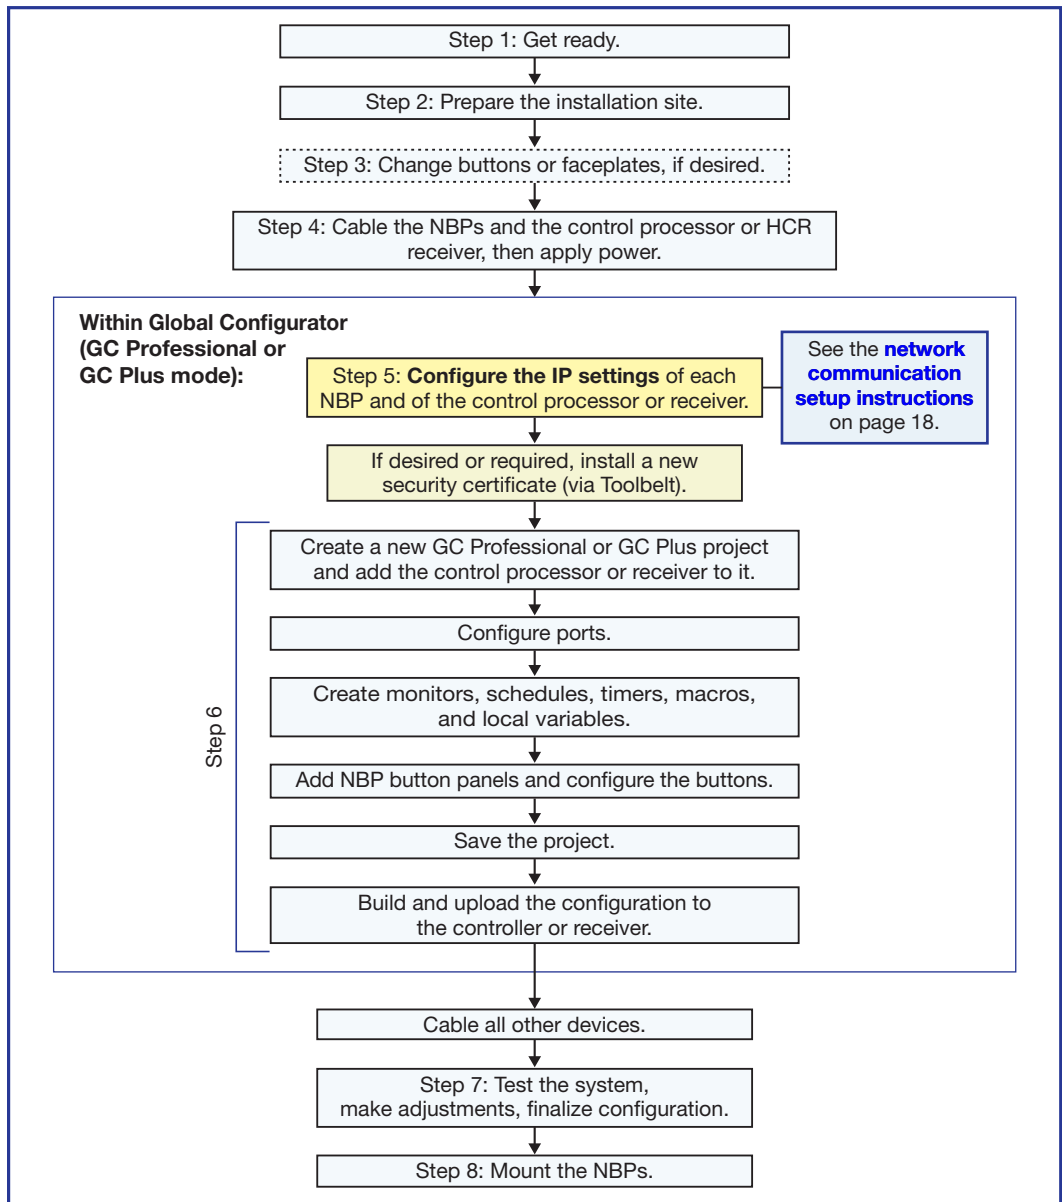 Step 1: Get ready.
Step 2: Prepare the installation site.
Step 3: Change buttons or faceplates, if desired.
Step 4: Cable the NBPs and the control processor or HCR
receiver, then apply power.
Within Global Configurator
(GC Professional or
GC Plus mode):
Step 5: Configure the IP settings of each
NBP and of the control processor or receiver.
See the network
communication
setup instructions
on page 18.
If desired or required, install a new
security certificate (via Toolbelt).
Step 6
Create a new GC Professional or GC Plus project
and add the control processor or receiver to it.
Configure ports.
Create monitors, schedules, timers, macros,
and local variables.
Add NBP button panels and configure the buttons.
Save the project.
Build and upload the configuration to
the controller or receiver.
Cable all other devices.
Step 7: Test the system,
make adjustments, finalize configuration.
Step 8: Mount the NBPs.